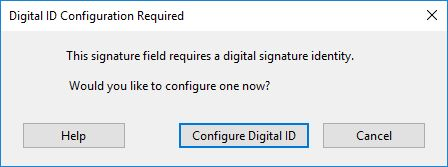 Digital ID Configuration Required
This signature field requires a digital signature identity.
Would you like to configure one now?
Help
Configure Digital ID
Cancel